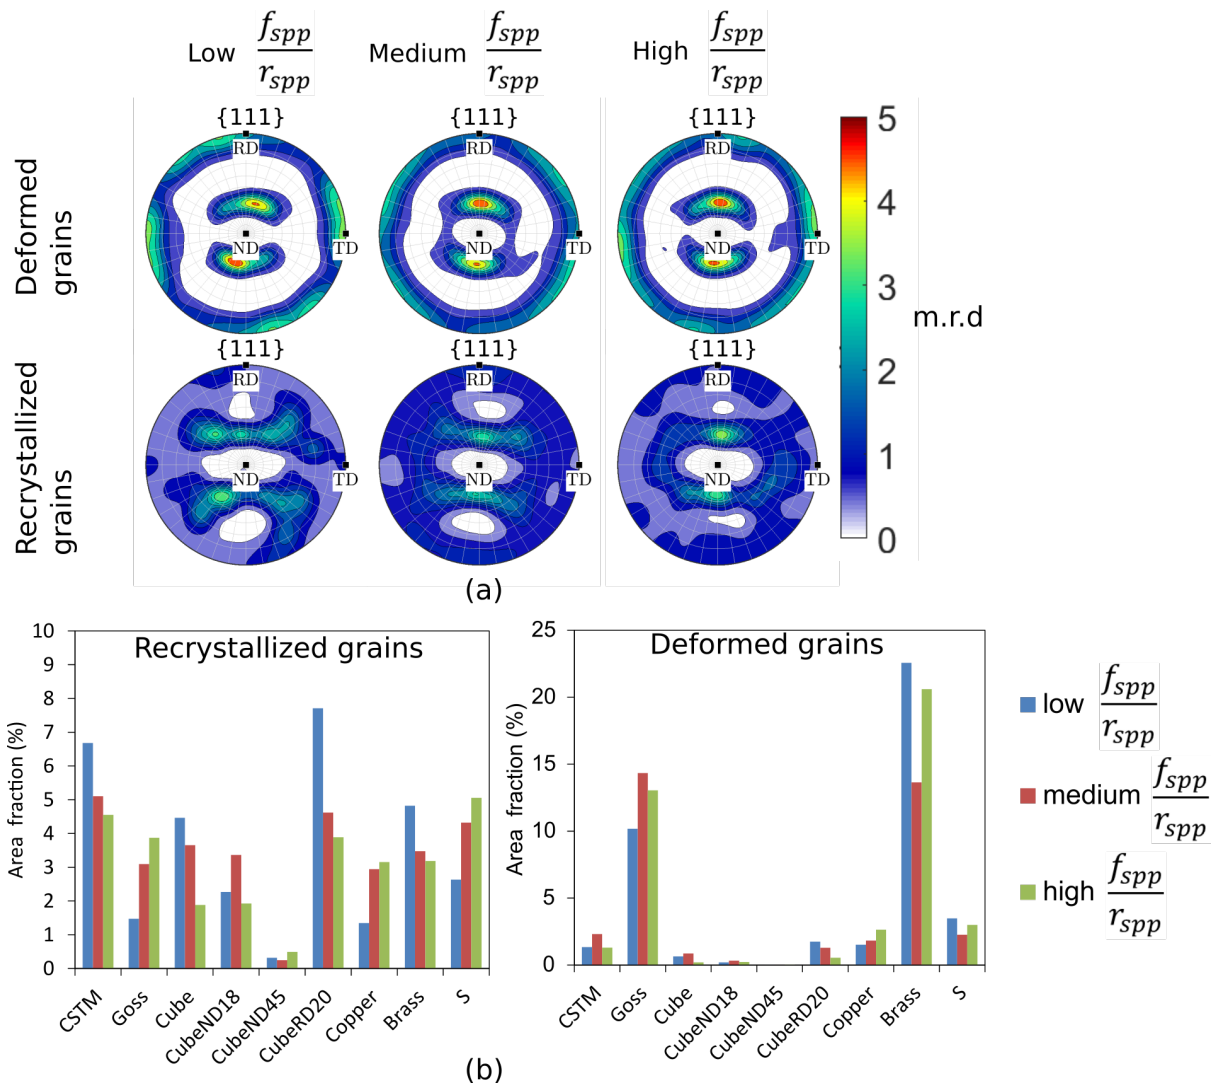 Low f_spp/r_spp Medium f_spp/r_spp High f_spp/r_spp
Deformed
grains
{111} {111} {111}
RD RD RD
ND TD ND TD ND TD
Recrystallized
grains
{111} {111} {111}
RD RD RD
ND TD ND TD ND TD
5
4
3
2
1
0
m.r.d
(a)
Recrystallized grains
Area fraction (%)
10
9
8
7
6
5
4
3
2
1
0
CSTM
Goss
Cube
CubeND18
CubeND45
CubeRD20
Copper
Brass
S
Deformed grains
Area fraction (%)
25
20
15
10
5
0
CSTM
Goss
Cube
CubeND18
CubeND45
CubeRD20
Copper
Brass
S
low f_spp/r_spp
medium f_spp/r_spp
high f_spp/r_spp
(b)